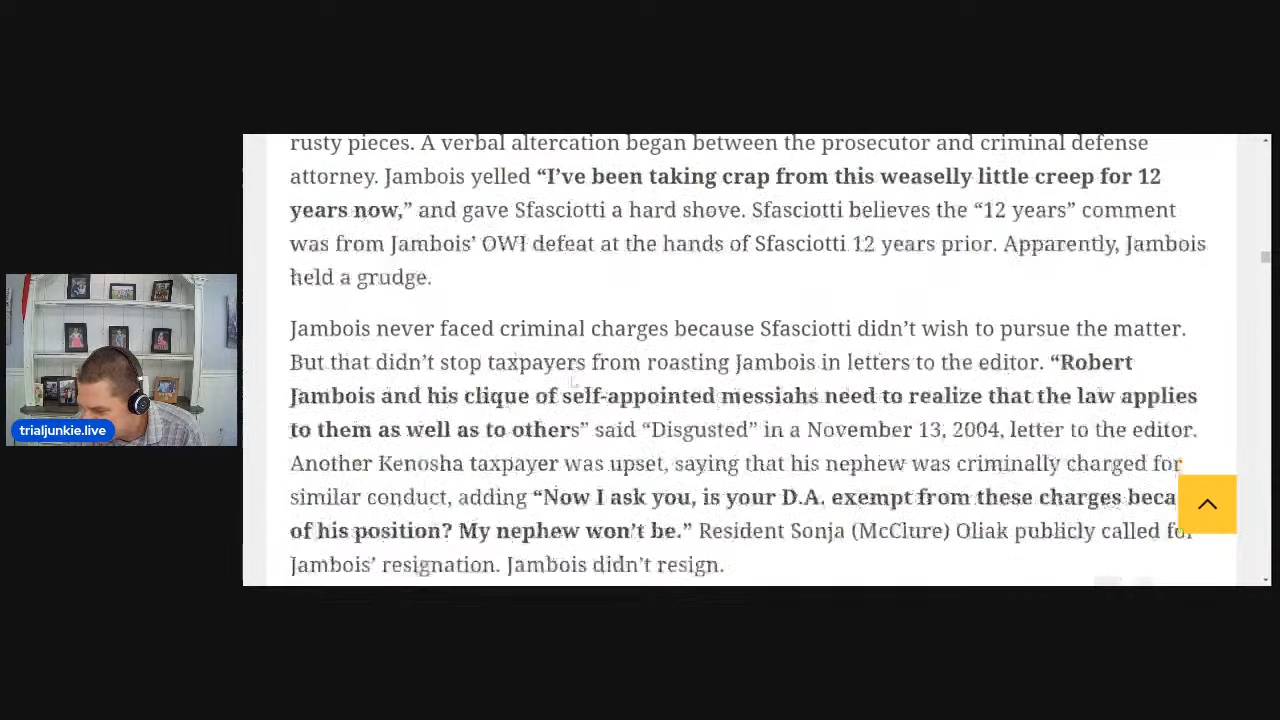 rusty pieces. A verbal altercation began between the prosecutor and criminal defense
attorney. Jambois yelled “I’ve been taking crap from this weaselly little creep for 12
years now,” and gave Sfasciotti a hard shove. Sfasciotti believes the “12 years” comment
was from Jambois’ OWI defeat at the hands of Sfasciotti 12 years prior. Apparently, Jambois
held a grudge.
Jambois never faced criminal charges because Sfasciotti didn’t wish to pursue the matter.
But that didn’t stop taxpayers from roasting Jambois in letters to the editor. “Robert
Jambois and his clique of self-appointed messiahs need to realize that the law applies
to them as well as to others” said “Disgusted” in a November 13, 2004, letter to the editor.
Another Kenosha taxpayer was upset, saying that his nephew was criminally charged for
similar conduct, adding “Now I ask you, is your D.A. exempt from these charges beca
of his position? My nephew won’t be.” Resident Sonja (McClure) Oliak publicly called for
Jambois’ resignation. Jambois didn’t resign.
trialjunkie.live